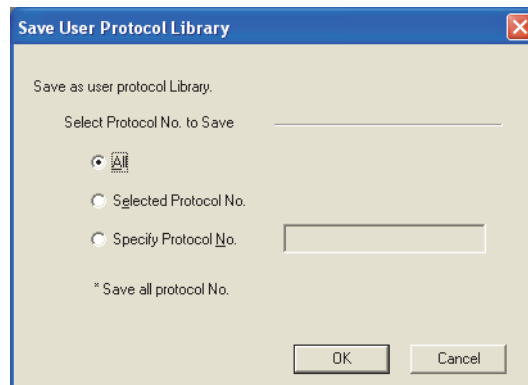 Save User Protocol Library
Save as user protocol Library.
Select Protocol No. to Save
All
Selected Protocol No.
Specify Protocol No.
* Save all protocol No.
OK
Cancel